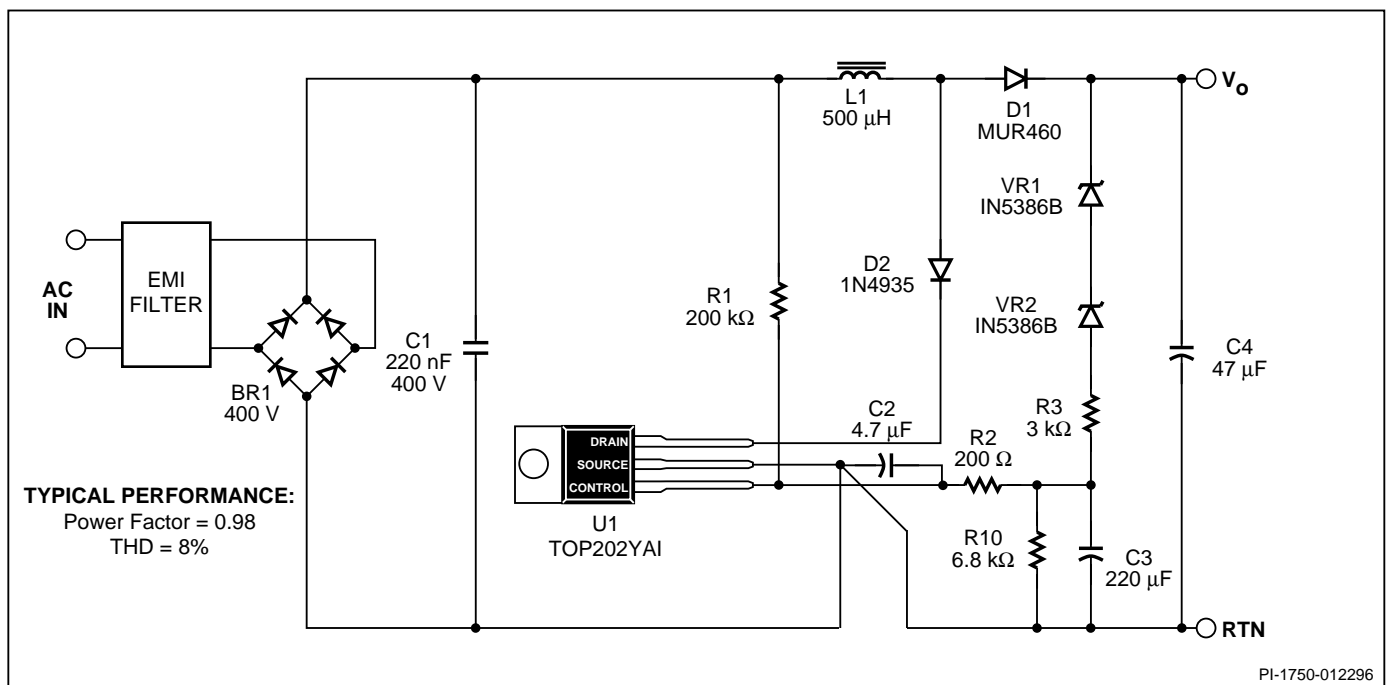 L1
500 µH
D1
MUR460
V_O
VR1
IN5386B
AC
IN
EMI
FILTER
D2
1N4935
R1
200 kΩ
VR2
IN5386B
C1
220 nF
400 V
BR1
400 V
C4
47 µF
C2
4.7 µF
R3
3 kΩ
DRAIN
SOURCE
CONTROL
R2
200 Ω
TYPICAL PERFORMANCE:
Power Factor = 0.98
THD = 8%
U1
TOP202YAI
R10
6.8 kΩ
C3
220 µF
RTN
PI-1750-012296